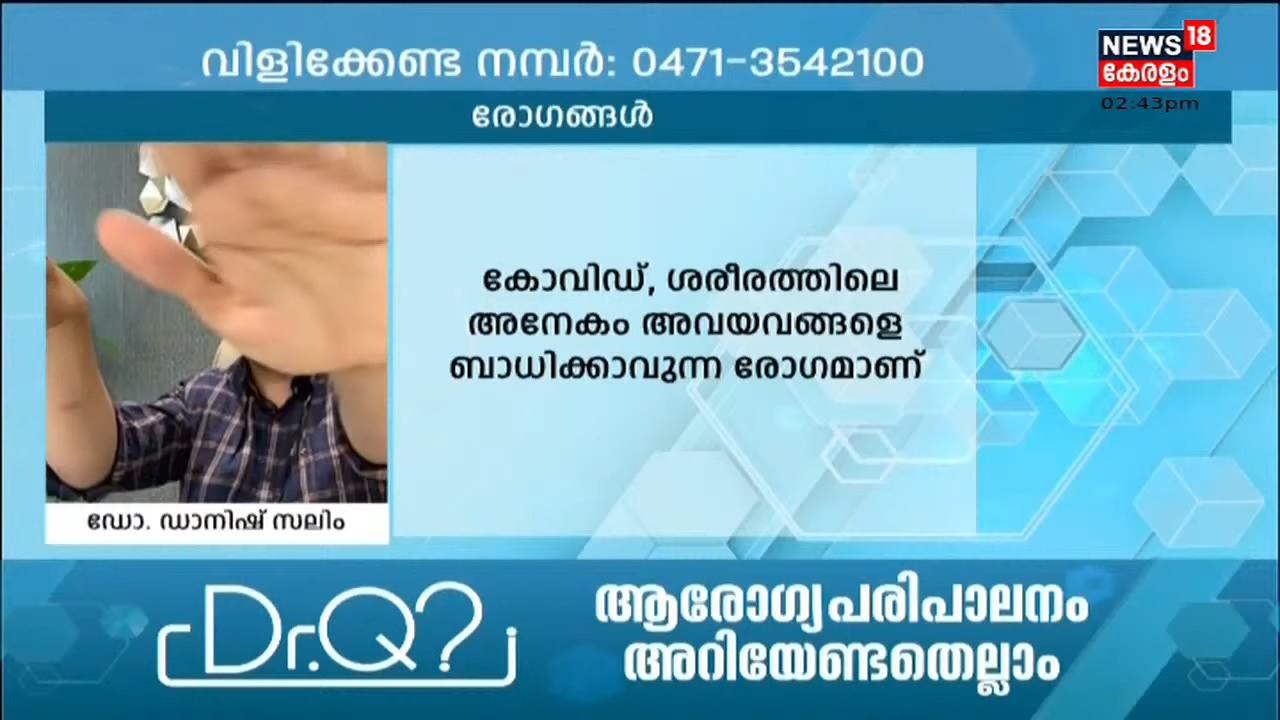 വിളിക്കേണ്ട നമ്പർ: 0471-3542100
NEWS 18
കേരളം
02:43pm
രോഗങ്ങൾ
കോവിഡ്, ശരീരത്തിലെ
അനേകം അവയവങ്ങളെ
ബാധിക്കാവുന്ന രോഗമാണ്
ഡോ. ഡാനിഷ് സലിം
Dr.Q?
ആരോഗ്യപരിപാലനം
അറിയേണ്ടതെല്ലാം